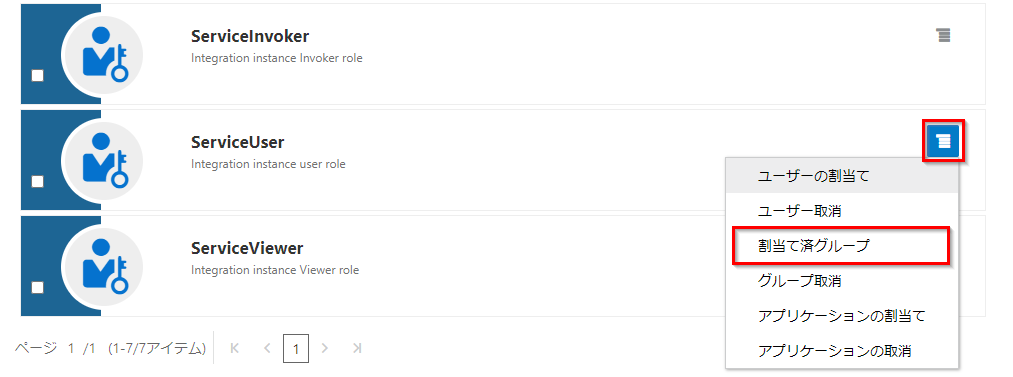 ServiceInvoker
Integration instance Invoker role
ServiceUser
Integration instance user role
ユーザーの割当て
ユーザー取消
割当て済グループ
グループ取消
アプリケーションの割当て
アプリケーションの取消
ServiceViewer
Integration instance Viewer role
ページ 1 /1 (1-7/7アイテム) 1